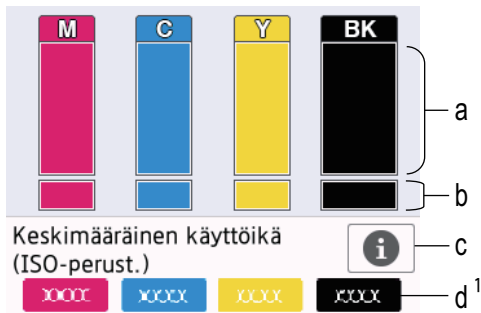 M C Y BK
a
b
Keskimääräinen käyttöikä
(ISO-perust.)
c
XXXX XXXX XXXX XXXX
d 1